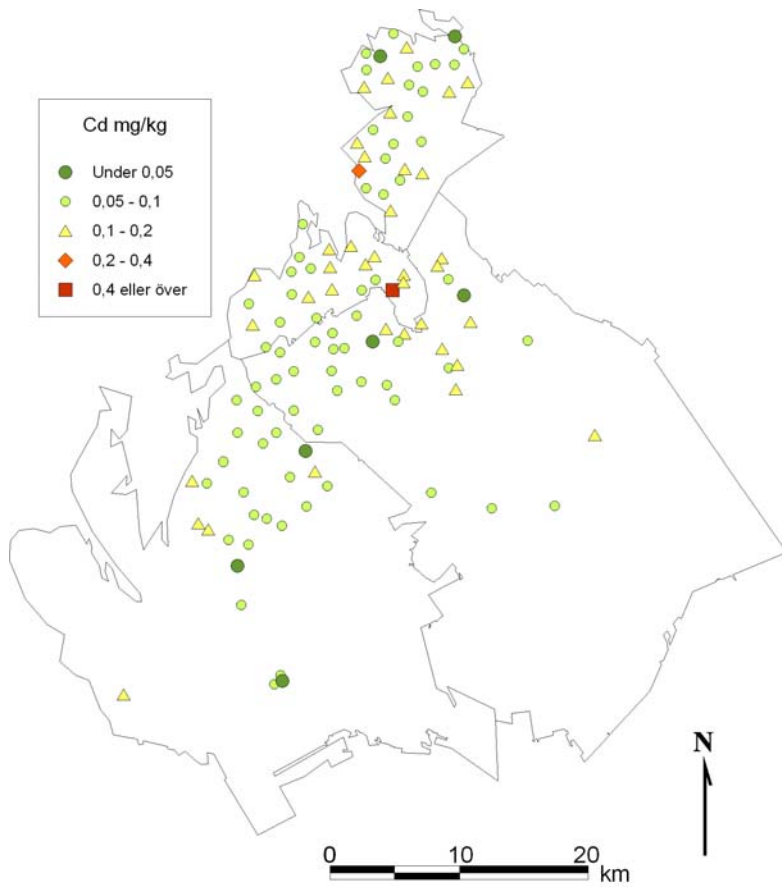 Cd mg/kg
Under 0,05
0,05 - 0,1
0,1 - 0,2
0,2 - 0,4
0,4 eller över
N
0 10 20
km